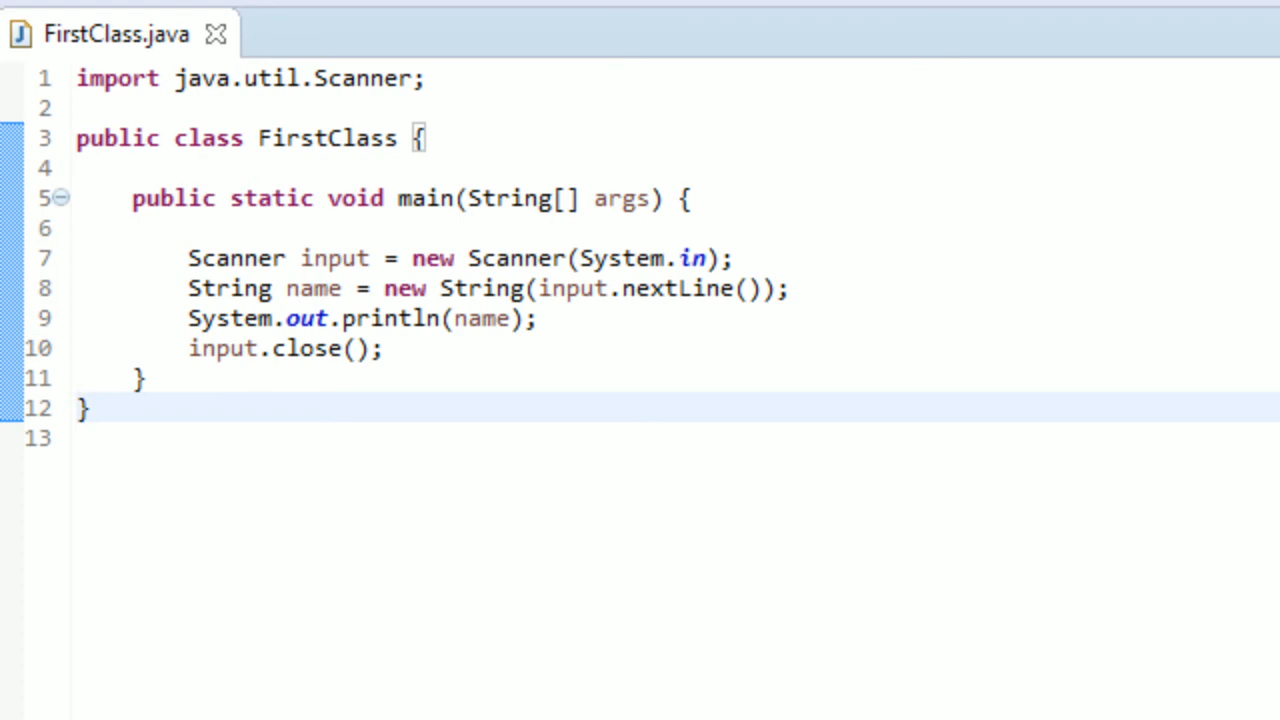 FirstClass.java
1 import java.util.Scanner;
2
3 public class FirstClass {
4
5 public static void main(String[] args) {
6
7 Scanner input = new Scanner(System.in);
8 String name = new String(input.nextLine());
9 System.out.println(name);
10 input.close();
11 }
12 }
13